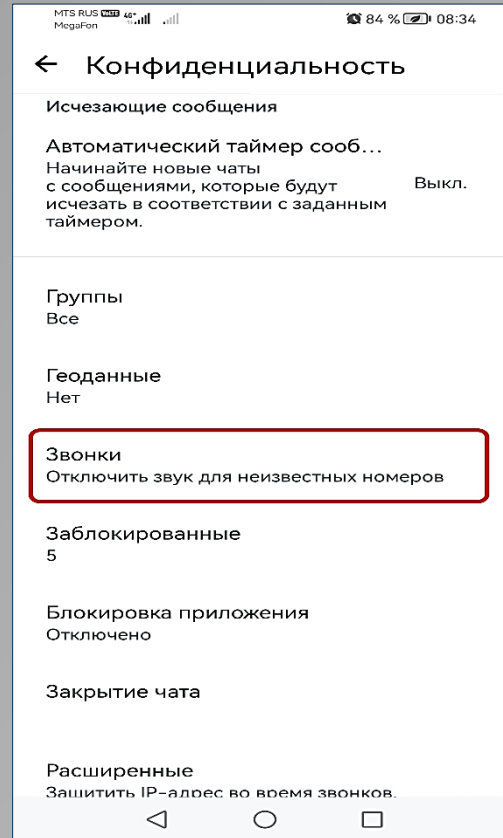 MTS RUS VoLTE 4G+
84 % 08:34
MegaFon
Конфиденциальность
Исчезающие сообщения
Автоматический таймер сооб...
Начинайте новые чаты
с сообщениями, которые будут
исчезать в соответствии с заданным
таймером.
Выкл.
Группы
Все
Геоданные
Нет
Звонки
Отключить звук для неизвестных номеров
Заблокированные
5
Блокировка приложения
Отключено
Закрытие чата
Расширенные
Защитить IP-адрес во время звонков,